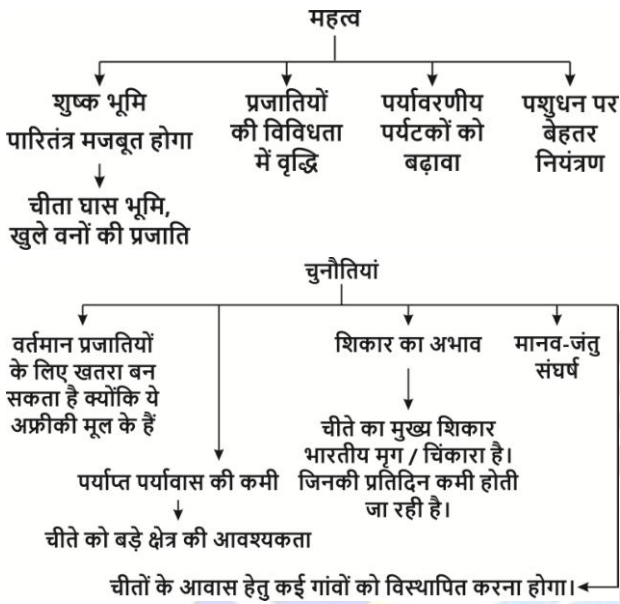 महत्व
शुष्क भूमि
पारितंत्र मजबूत होगा
चीता घास भूमि,
खुले वनों की प्रजाति
प्रजातियों
की विविधता
में वृद्धि
पर्यावरणीय
पर्यटकों को
बढ़ावा
पशुधन पर
बेहतर
नियंत्रण
चुनौतियां
वर्तमान प्रजातियों
के लिए खतरा बन
सकता है क्योंकि ये
अफ्रीकी मूल के हैं
पर्याप्त पर्यावास की कमी
चीते को बड़े क्षेत्र की आवश्यकता
शिकार का अभाव
चीते का मुख्य शिकार
भारतीय मृग / चिंकारा है।
जिनकी प्रतिदिन कमी होती
जा रही है।
मानव-जंतु
संघर्ष
चीतों के आवास हेतु कई गांवों को विस्थापित करना होगा।